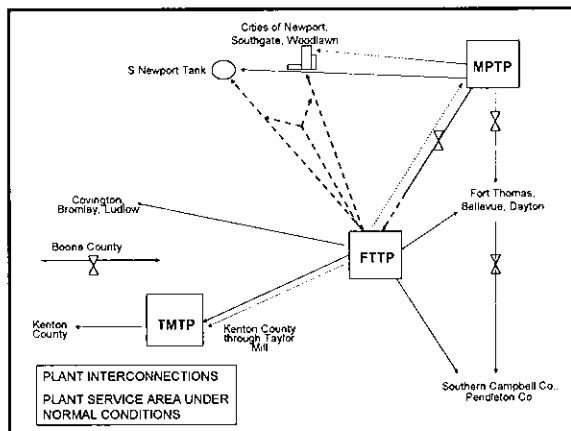 Cities of Newport,
Southgate, Woodlawn
S Newport Tank
MPTP
Covington,
Bromley, Ludlow
Fort Thomas,
Bellevue, Dayton
Boone County
FTTP
TMTP
Kenton
County
Kenton County
through Taylor
Mill
PLANT INTERCONNECTIONS
PLANT SERVICE AREA UNDER
NORMAL CONDITIONS
Southern Campbell Co.,
Pendleton Co